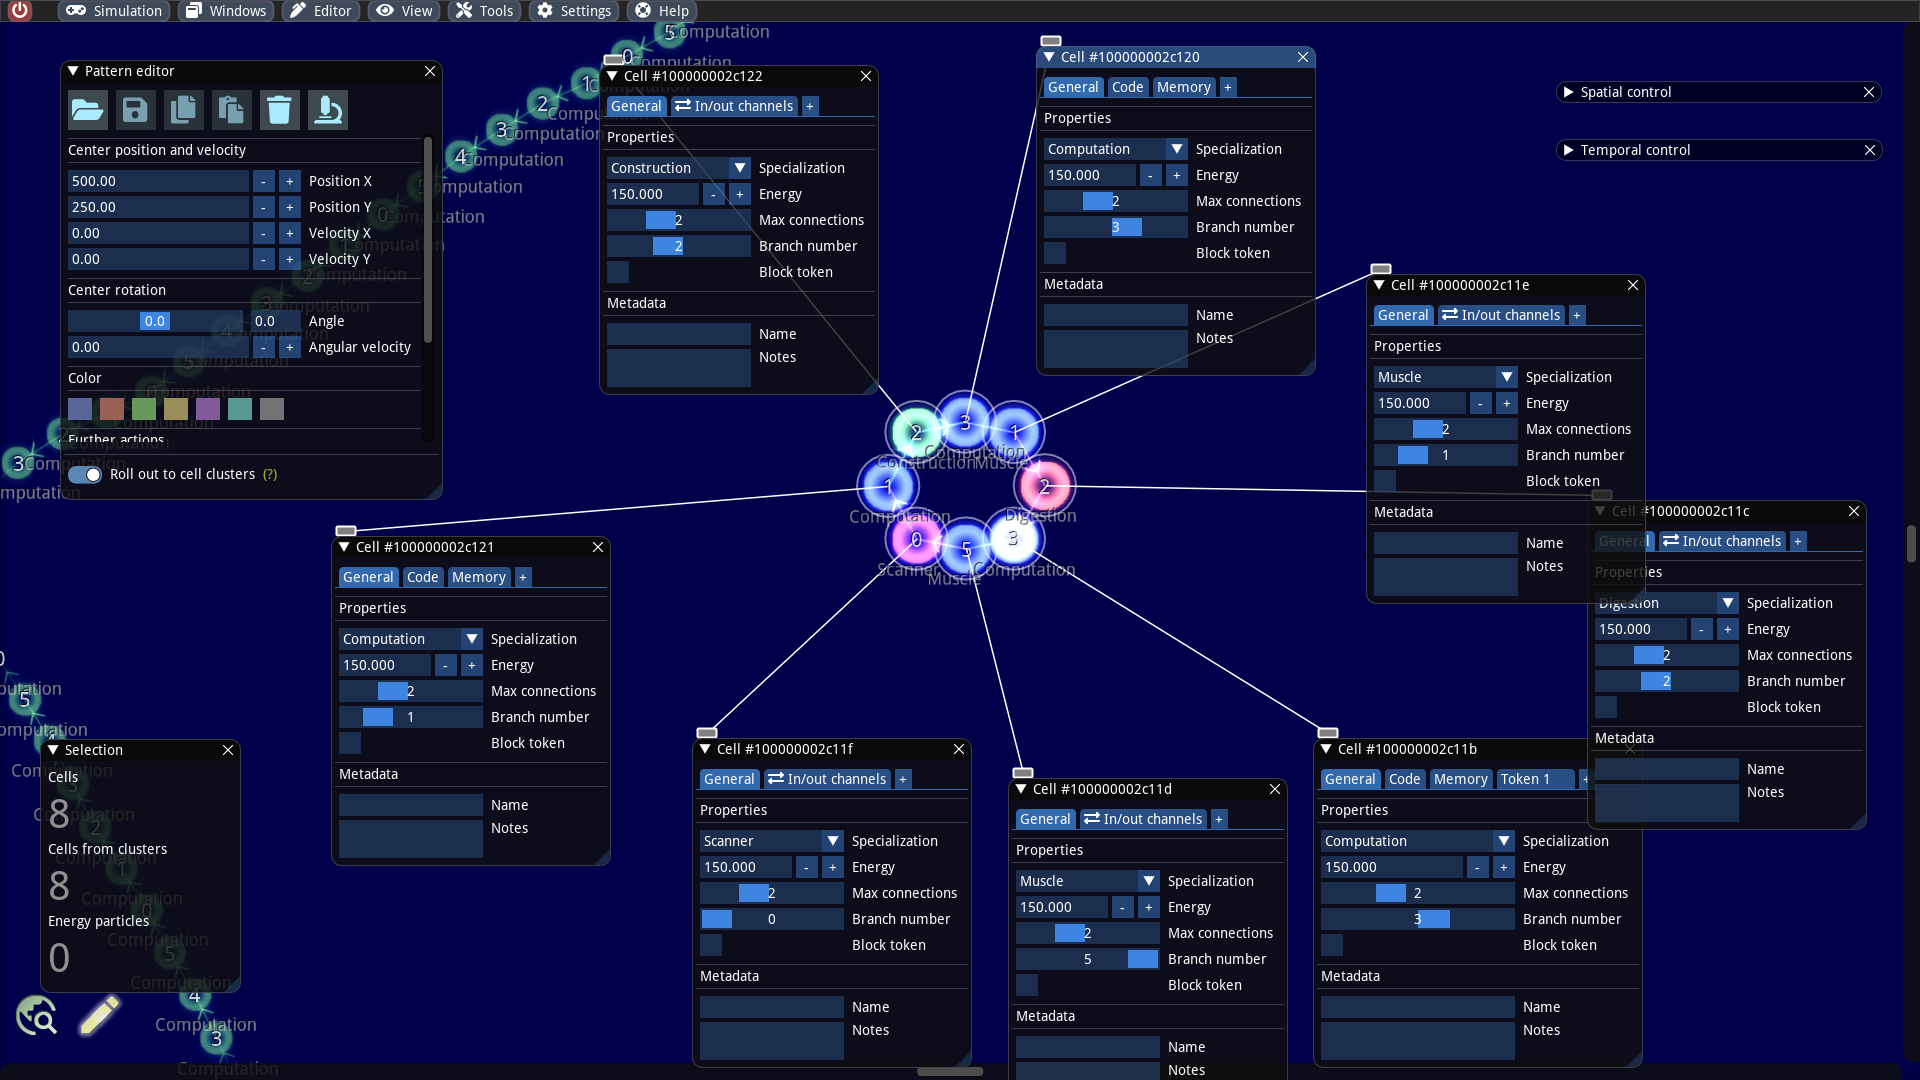 Simulation Windows Editor View Tools Settings Help
Pattern editor
Center position and velocity
500.00 - + Position X
250.00 - + Position Y
0.00 - + Velocity X
0.00 - + Velocity Y
Center rotation
0.0 0.0 Angle
0.00 - + Angular velocity
Color
Further actions
Roll out to cell clusters (?)
Cell #100000002c122
General In/out channels +
Properties
Construction Specialization
150.000 - + Energy
2 Max connections
2 Branch number
Block token
Metadata
Name
Notes
Cell #100000002c120
General Code Memory +
Properties
Computation Specialization
150.000 - + Energy
2 Max connections
3 Branch number
Block token
Metadata
Name
Notes
Spatial control
Temporal control
Cell #100000002c11e
General In/out channels +
Properties
Muscle Specialization
150.000 - + Energy
2 Max connections
1 Branch number
Block token
Metadata
Name
Notes
Cell #100000002c11c
General In/out channels +
Properties
Digestion Specialization
150.000 - + Energy
2 Max connections
2 Branch number
Block token
Metadata
Name
Notes
2 3 1
Construction Computation Muscle
1 2
Computation Digestion
0 5 3
Scanner Muscle Computation
Cell #100000002c121
General Code Memory +
Properties
Computation Specialization
150.000 - + Energy
2 Max connections
1 Branch number
Block token
Metadata
Name
Notes
Selection
Cells
8
Cells from clusters
8
Energy particles
0
Cell #100000002c11f
General In/out channels +
Properties
Scanner Specialization
150.000 - + Energy
2 Max connections
0 Branch number
Block token
Metadata
Name
Notes
Cell #100000002c11d
General In/out channels +
Properties
Muscle Specialization
150.000 - + Energy
2 Max connections
5 Branch number
Block token
Metadata
Name
Notes
Cell #100000002c11b
General Code Memory Token 1 +
Properties
Computation Specialization
150.000 - + Energy
2 Max connections
3 Branch number
Block token
Metadata
Name
Notes
4
Computation
3
Computation